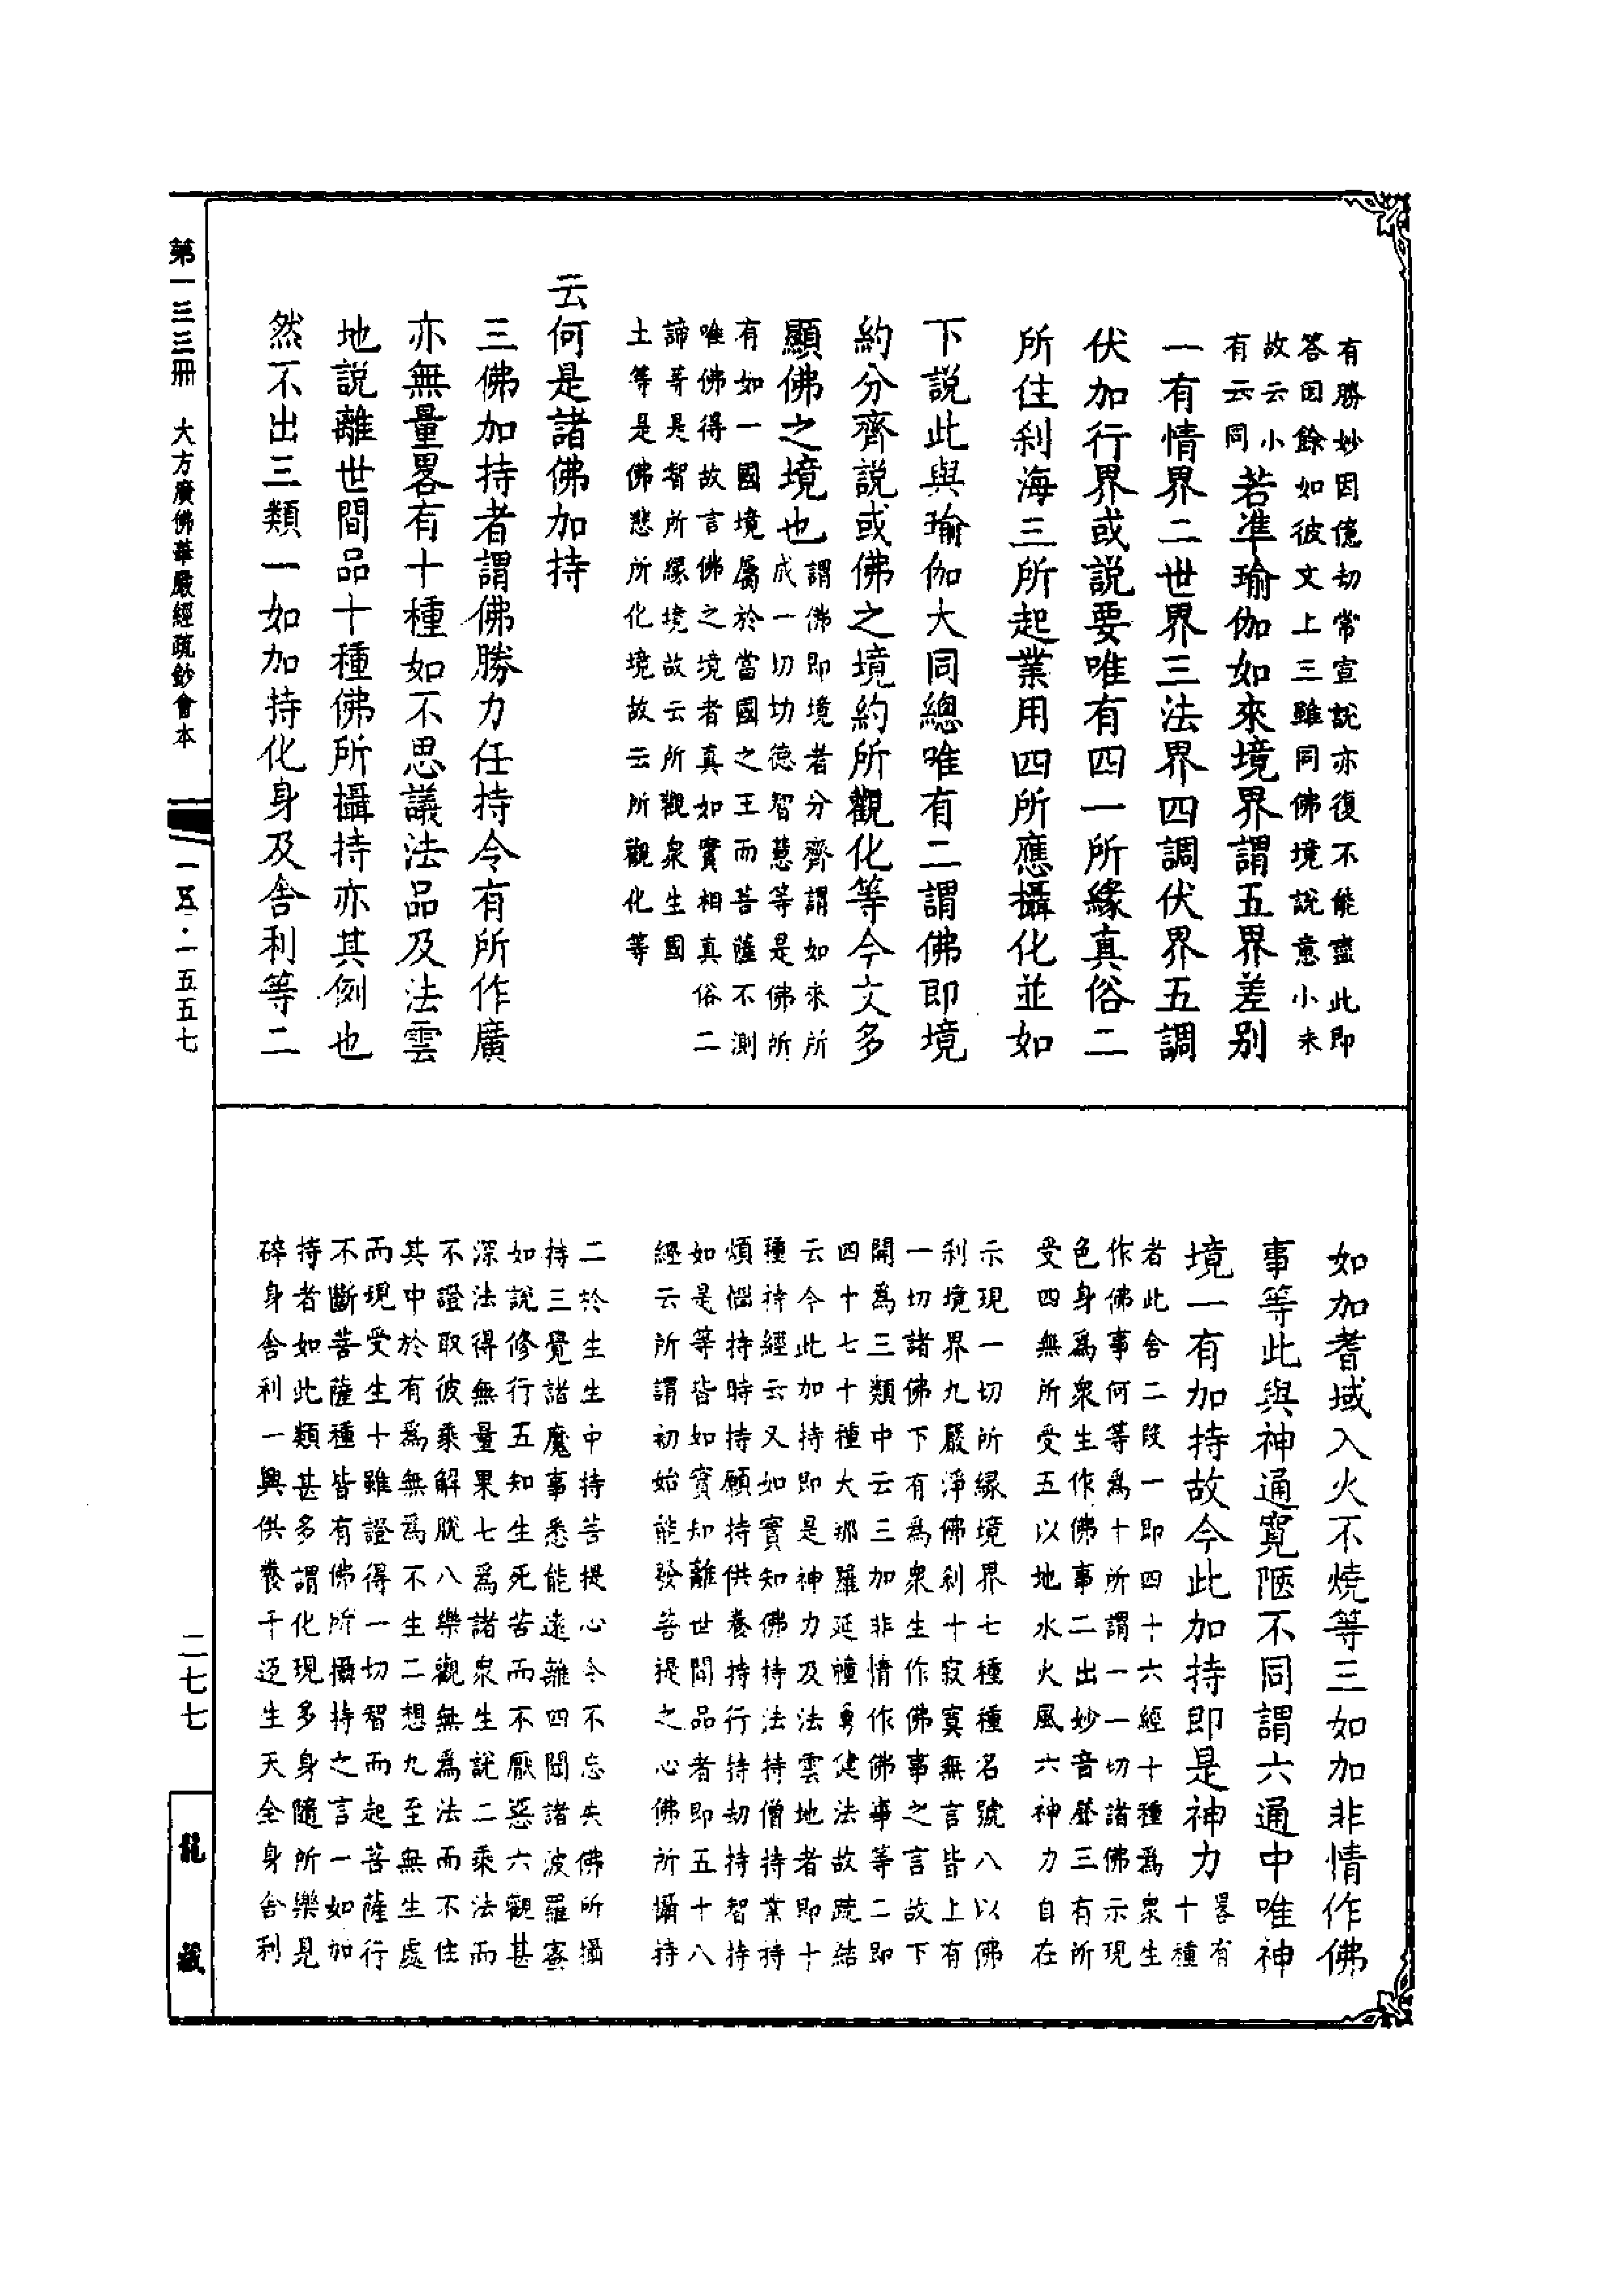 有勝妙因億劫常宣說亦復不能盡此即
答因餘如彼文上三雖同佛境說意小末
故云小
有云同
若準瑜伽如來境界謂五界差別
一有情界二世界三法界四調伏界五調
伏加行界或說要唯有四一所緣真俗二
所住剎海三所起業用四所應攝化並如
下說此與瑜伽大同總唯有二謂佛即境
約分齊說或佛之境約所觀化等今文多
顯佛之境也
謂佛即境者分齊謂如來所
成一切功德智慧等是佛所
有如一國境屬於當國之王而菩薩不測
唯佛得故言佛之境者真如實相真俗二
諦等是智所緣境故云所觀眾生國
土等是佛悲所化境故云所觀化等
云何是諸佛加持
三佛加持者謂佛勝力任持令有所作廣
亦無量畧有十種如不思議法品及法雲
地說離世間品十種佛所攝持亦其例也
然不出三類一如加持化身及舍利等二
如加耆域入火不燒等三如加非情作佛
事等此與神通寬陿不同謂六通中唯神
境一有加持故今此加持即是神力
畧有
十種
者此舍二段一即四十六經十種為眾生
作佛事何等為十所謂一一切諸佛示現
色身為眾生作佛事二出妙音聲三有所
受四無所受五以地水火風六神力自在
示現一切所緣境界七種種名號八以佛
剎境界九嚴淨佛剎十寂寞無言皆上有
一切諸佛下有為眾生作佛事之言故下
開為三類中云三加非情作佛事等二即
四十七十種大那羅延幢勇健法故疏結
云今此加持即是神力及法雲地者即十
種持經云又如實知佛持法持僧持業持
煩惱持時持願持供養持行持劫持智持
如是等皆如實知離世間品者即五十八
經云所謂初始能發菩提之心佛所攝持
二於生生中持菩提心令不忘失佛所攝
持三覺諸魔事悉能遠離四聞諸波羅蜜
如說修行五知生死苦而不厭惡六觀甚
深法得無量果七為諸眾生說二乘法而
不證取彼乘解脫八樂觀無為法而不住
其中於有為無為不生二想九至無生處
而現受生十雖證得一切智而起菩薩行
不斷菩薩種皆有佛所攝持之言一如加
持者如此類甚多謂化現多身隨所樂見
碎身舍利一興供養千返生天全身舍利
第一三三冊　大方廣佛華嚴經疏鈔會本
一五·一五五七
二七七
龍藏